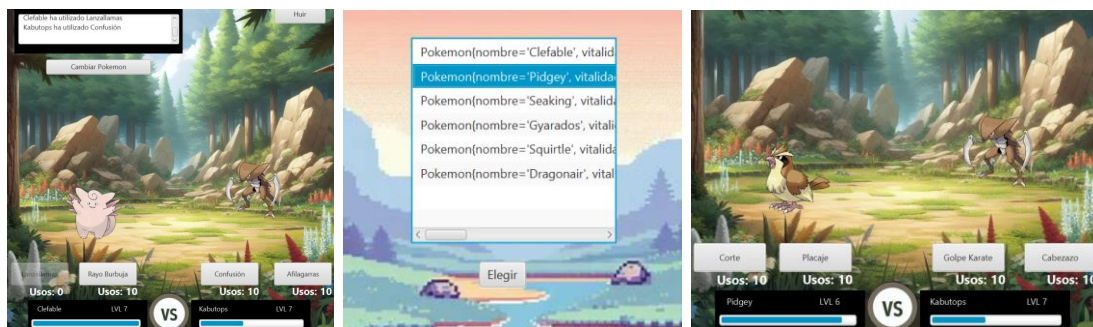 Clefable ha utilizado Lanzallamas
Kabutops ha utilizado Confusión
Huir
Cambiar Pokemon
Lanzallamas
Rayo Burbuja
Confusión
Afilagarras
Usos: 0
Usos: 10
Usos: 10
Usos: 10
Clefable
LVL 7
VS
Kabutops
LVL 7
Pokemon{nombre='Clefable', vitalid
Pokemon{nombre='Pidgey', vitalida
Pokemon{nombre='Seaking', vitalida
Pokemon{nombre='Gyarados', vitali
Pokemon{nombre='Squirtle', vitalida
Pokemon{nombre='Dragonair', vital
Elegir
Corte
Placaje
Golpe Karate
Cabezazo
Usos: 10
Usos: 10
Usos: 10
Usos: 10
Pidgey
LVL 6
VS
Kabutops
LVL 7